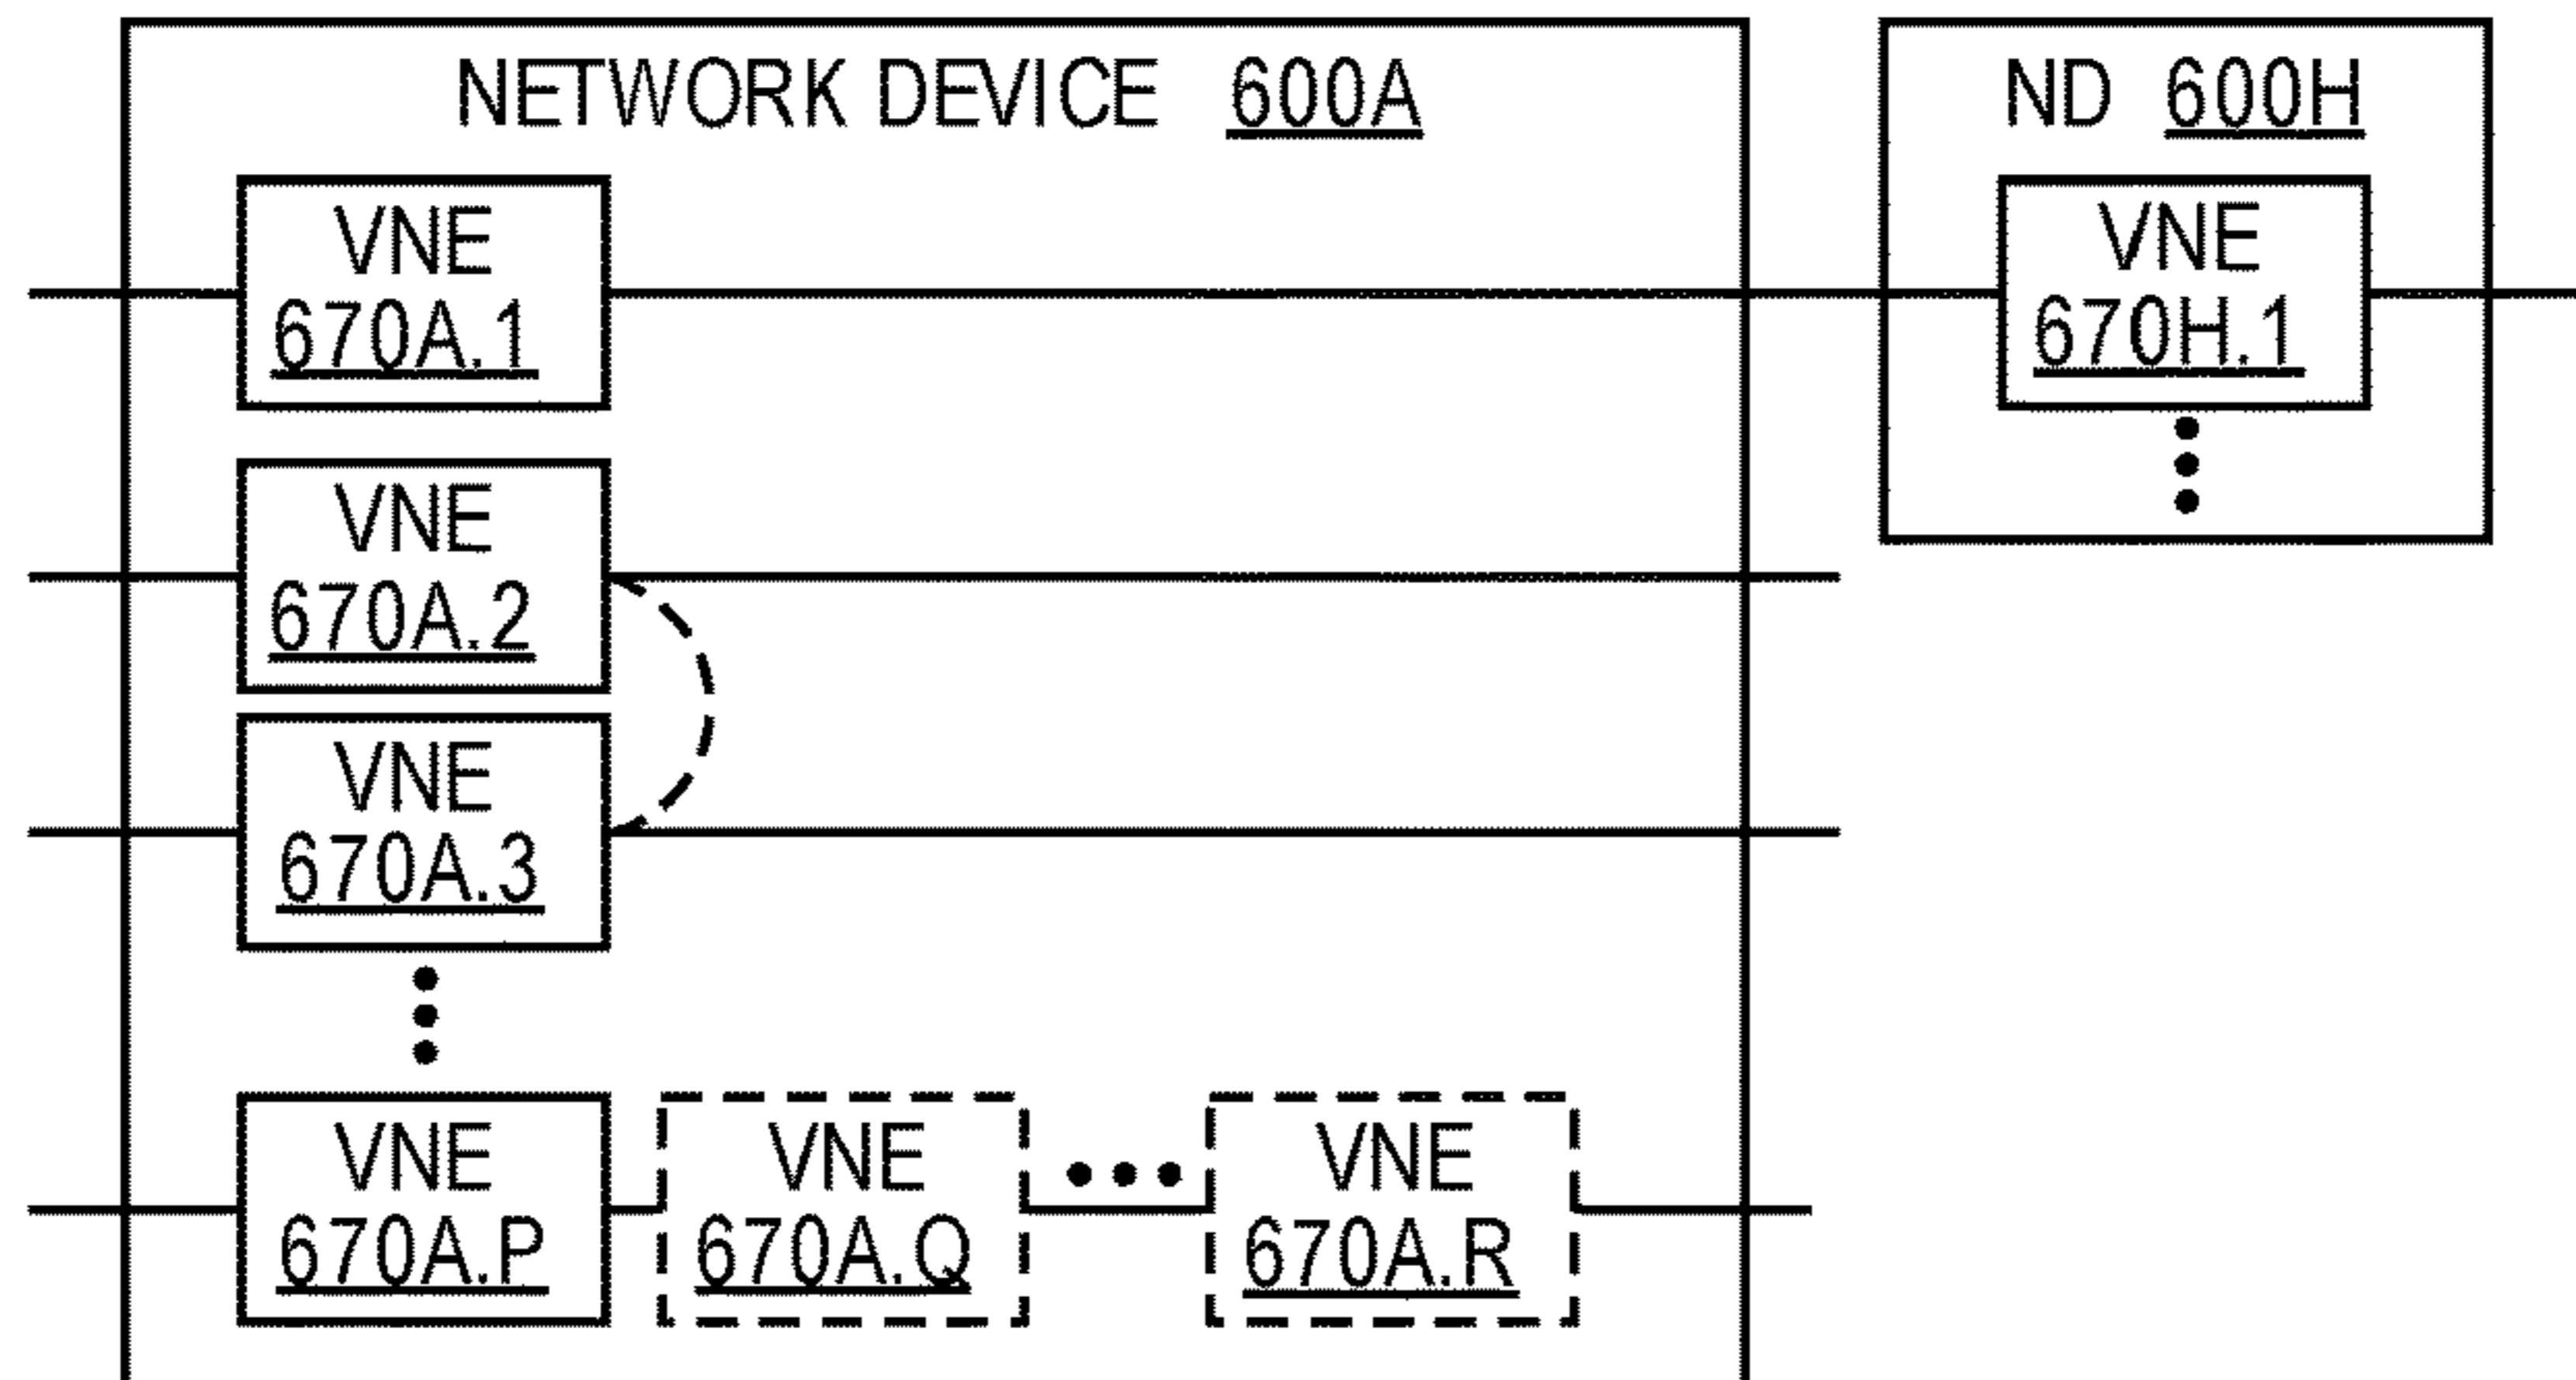 NETWORK DEVICE 600A
ND 600H
VNE
670A.1
VNE
670H.1
VNE
670A.2
VNE
670A.3
VNE
670A.P
VNE
670A.Q
VNE
670A.R